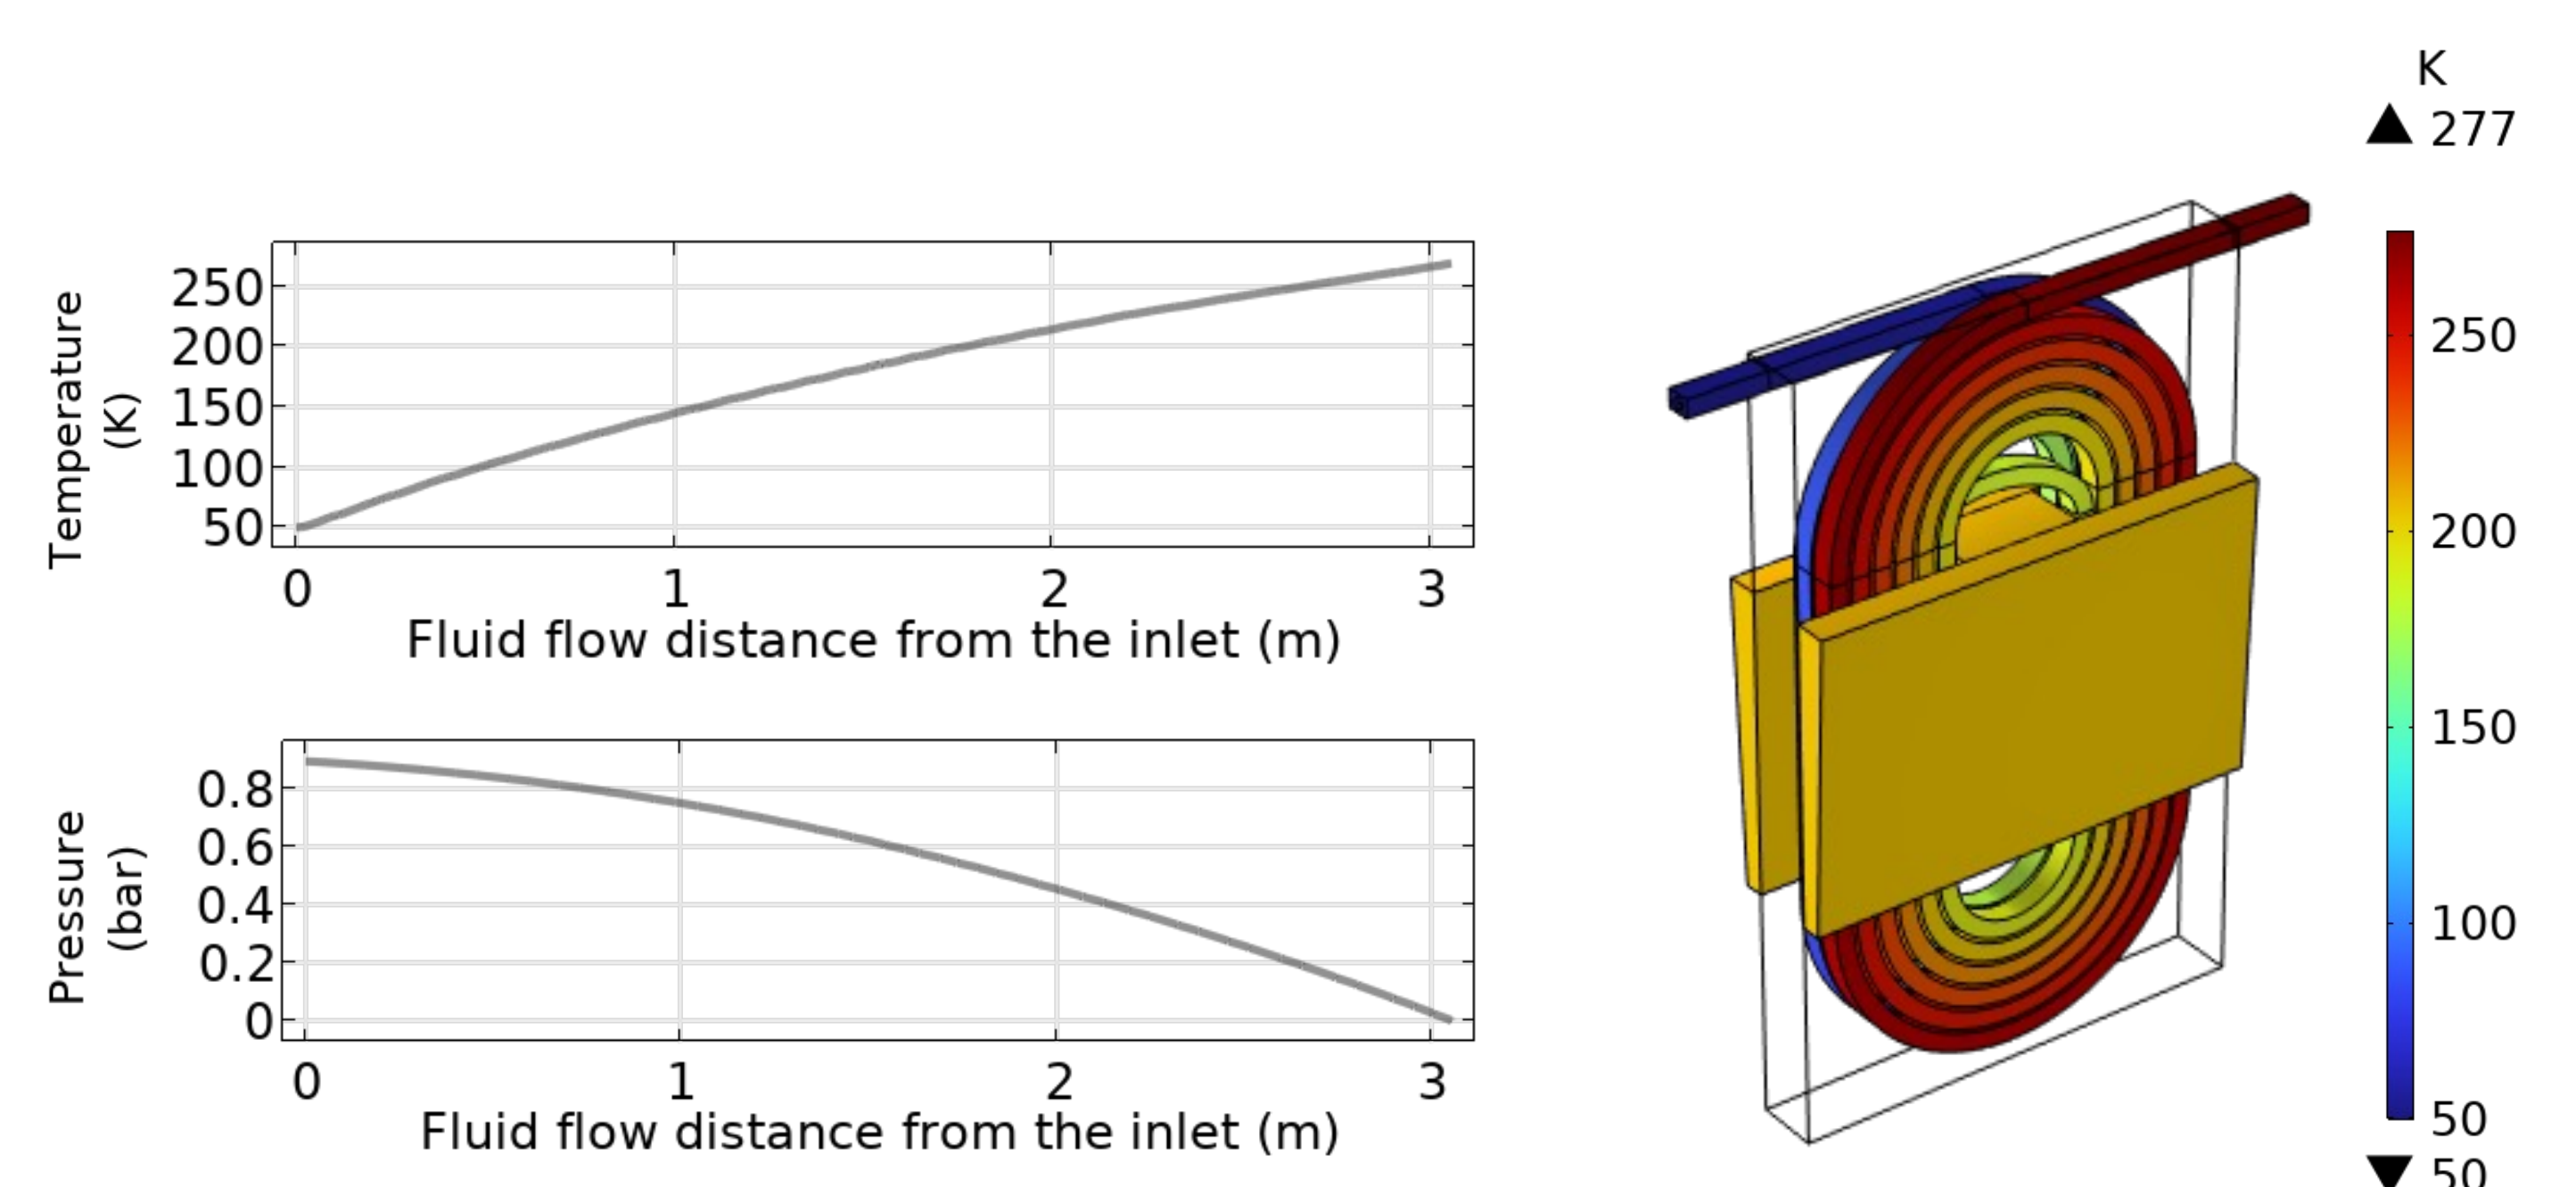 Temperature
(K)
250
200
150
100
50
0 1 2 3
Fluid flow distance from the inlet (m)
Pressure
(bar)
0.8
0.6
0.4
0.2
0
0 1 2 3
Fluid flow distance from the inlet (m)
K
▲ 277
250
200
150
100
50
▼ 50